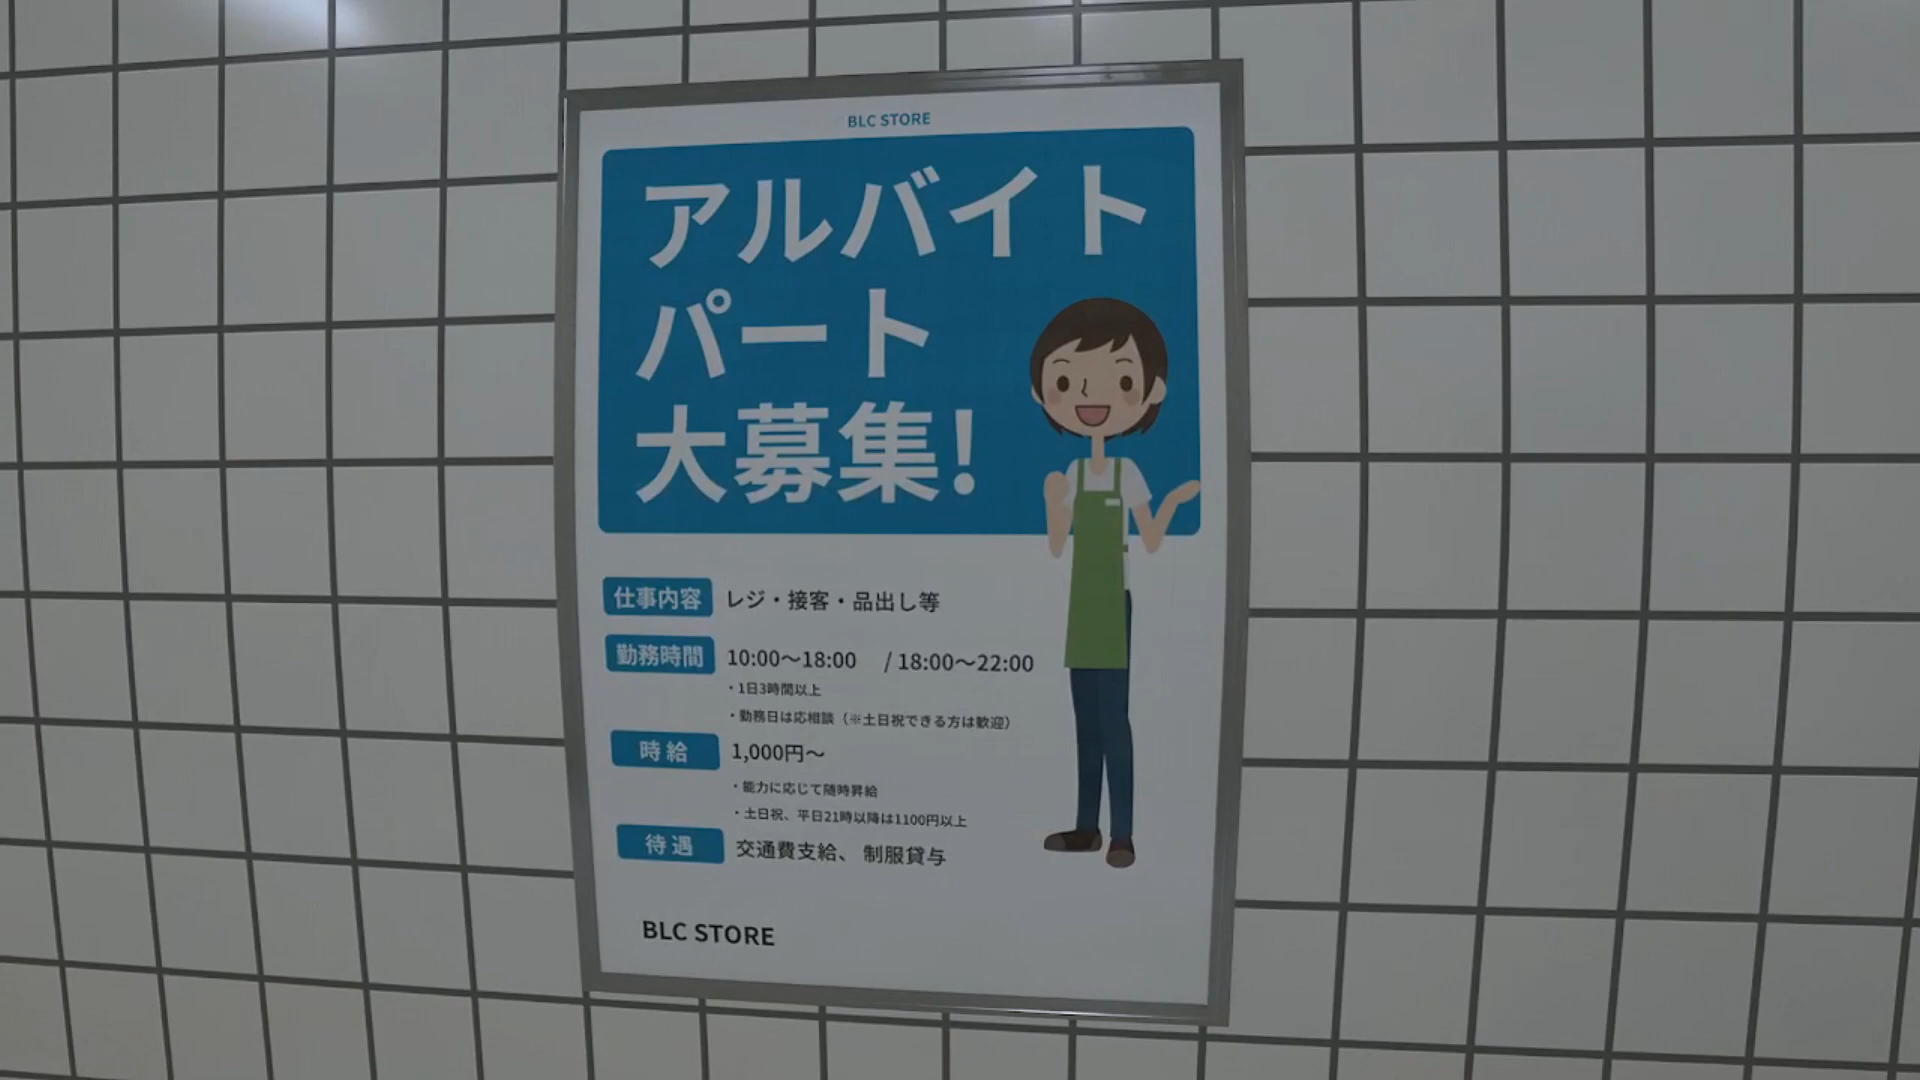 BLC STORE
アルバイト
パート
大募集!
仕事内容 レジ・接客・品出し等
勤務時間 10:00～18:00 / 18:00～22:00
・1日3時間以上
・勤務日は応相談（※土日祝できる方は歓迎）
時給 1,000円～
・能力に応じて随時昇給
・土日祝、平日21時以降は1100円以上
待遇 交通費支給、 制服貸与
BLC STORE